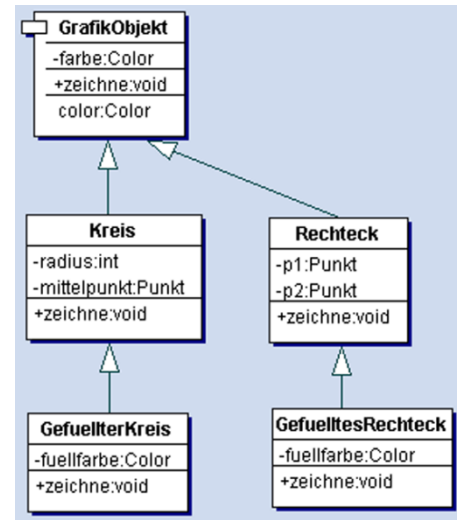 GrafikObjekt
-farbe:Color
+zeichne:void
color:Color
Kreis
-radius:int
-mittelpunkt:Punkt
+zeichne:void
Rechteck
-p1:Punkt
-p2:Punkt
+zeichne:void
GefuellterKreis
-fuellfarbe:Color
+zeichne:void
GefuelltesRechteck
-fuellfarbe:Color
+zeichne:void